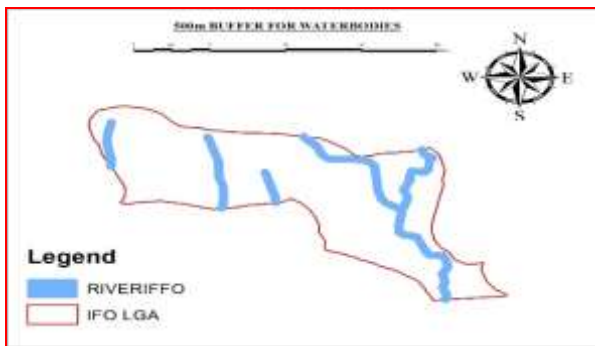 500m BUFFER FOR WATERBODIES
N
W E
S
Legend
RIVERIFFO
IFO LGA